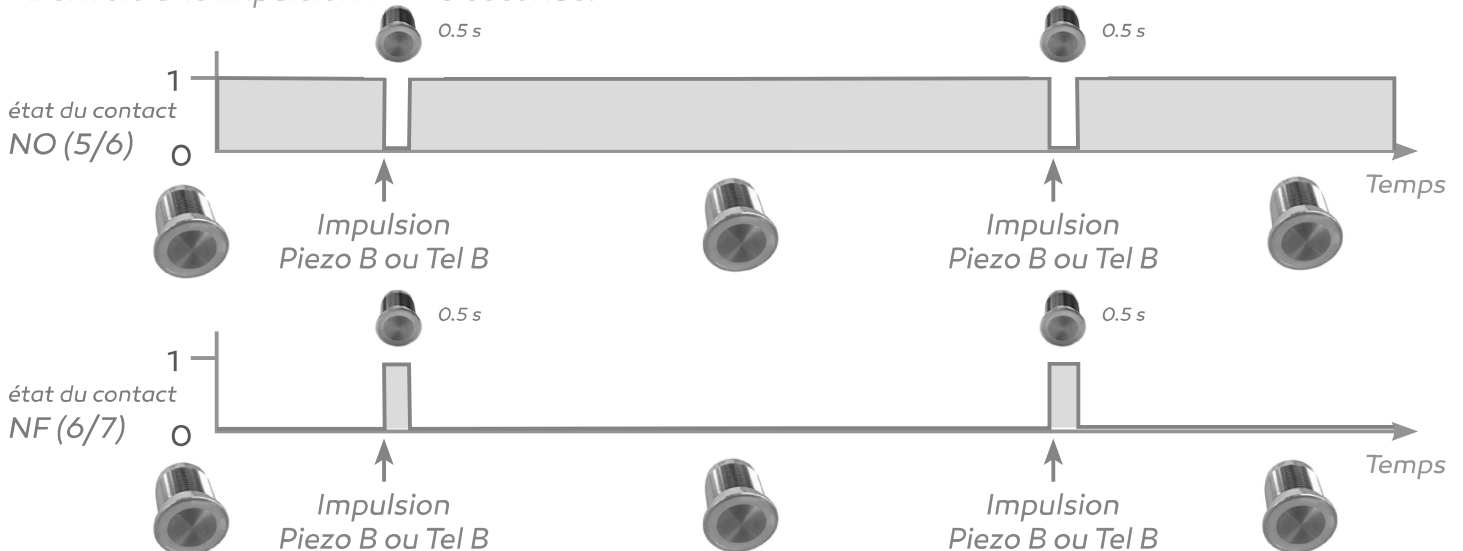 0.5 s
0.5 s
1
état du contact
NO (5/6)
0
Temps
Impulsion
Piezo B ou Tel B
Impulsion
Piezo B ou Tel B
0.5 s
0.5 s
1
état du contact
NF (6/7)
0
Temps
Impulsion
Piezo B ou Tel B
Impulsion
Piezo B ou Tel B